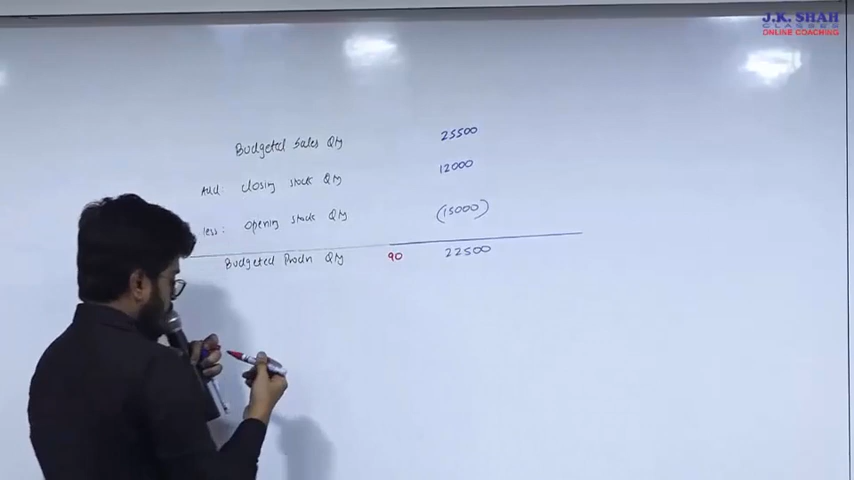 J.K. SHAH
CLASSES
ONLINE COACHING
Budgeted Sales Qty 25500
Add: closing stock Qty 12000
less: opening stock Qty (15000)
Budgeted Prodn Qty 90 22500